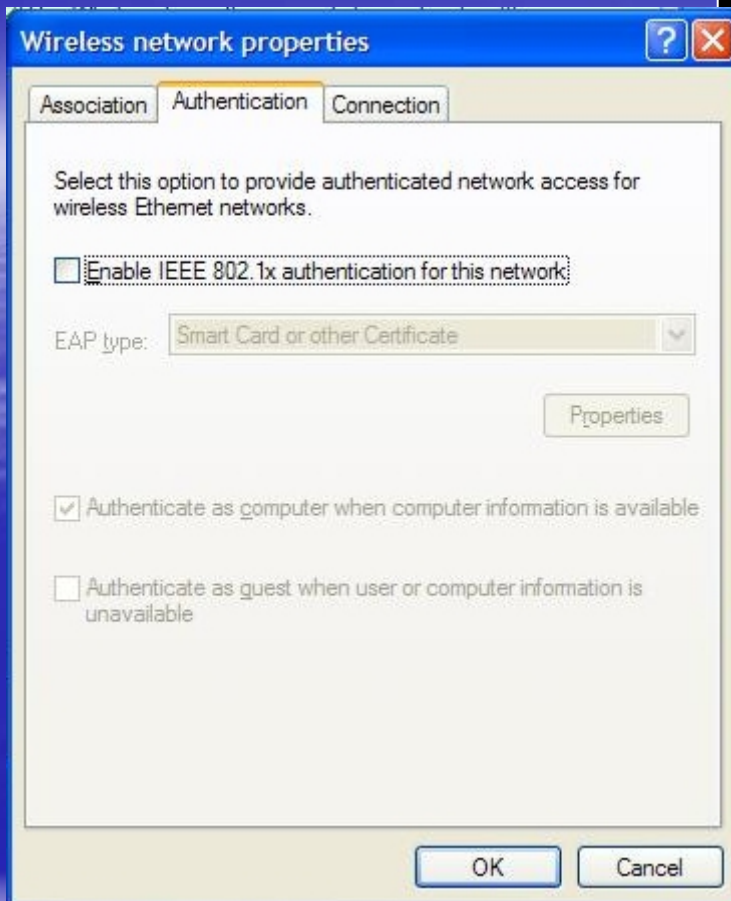 Wireless network properties
Association Authentication Connection
Select this option to provide authenticated network access for
wireless Ethernet networks.
Enable IEEE 802.1x authentication for this network
EAP type: Smart Card or other Certificate
Properties
Authenticate as computer when computer information is available
Authenticate as guest when user or computer information is
unavailable
OK Cancel